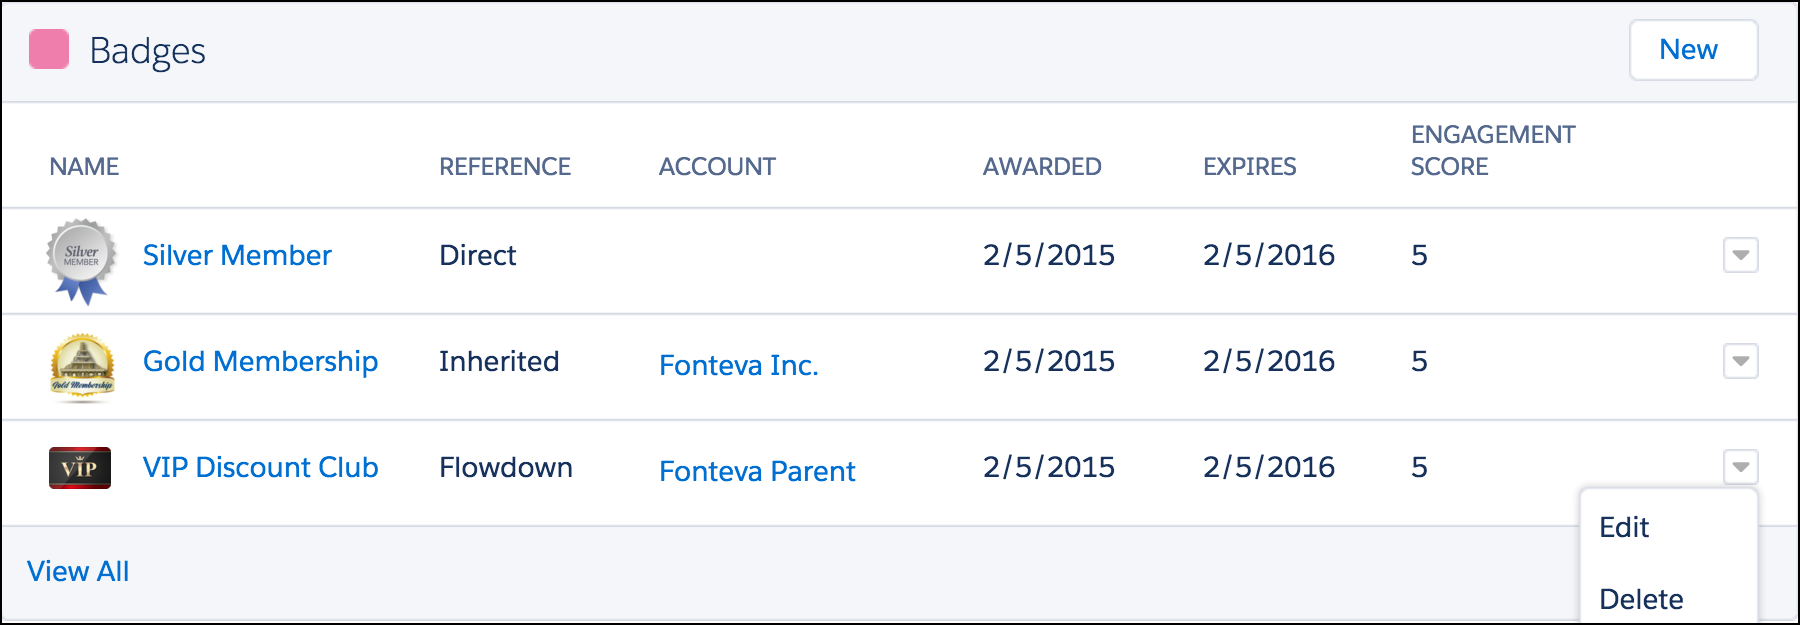 Badges
New
NAME REFERENCE ACCOUNT AWARDED EXPIRES ENGAGEMENT SCORE
Silver MEMBER Silver Member Direct 2/5/2015 2/5/2016 5
Gold Membership Gold Membership Inherited Fonteva Inc. 2/5/2015 2/5/2016 5
VIP VIP Discount Club Flowdown Fonteva Parent 2/5/2015 2/5/2016 5
Edit
View All
Delete